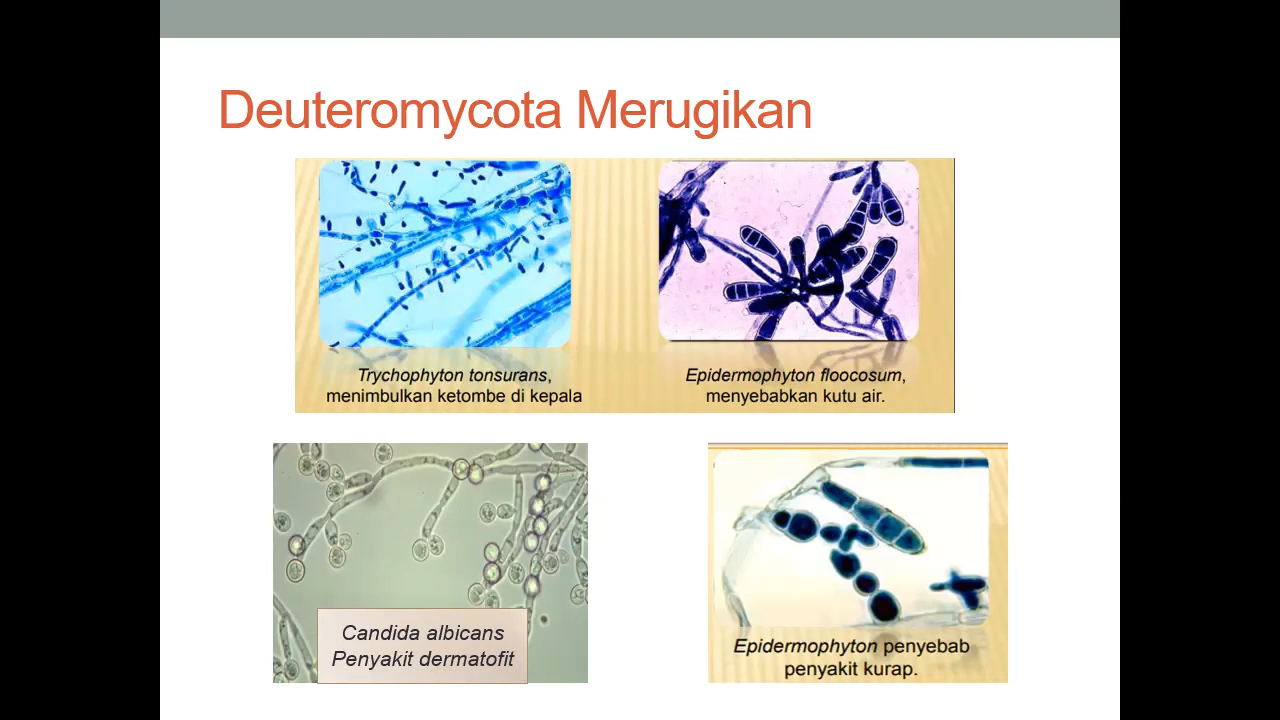 Deuteromycota Merugikan
Trychophyton tonsurans,
menimbulkan ketombe di kepala
Epidermophyton floocosum,
menyebabkan kutu air.
Candida albicans
Penyakit dermatofit
Epidermophyton penyebab
penyakit kurap.